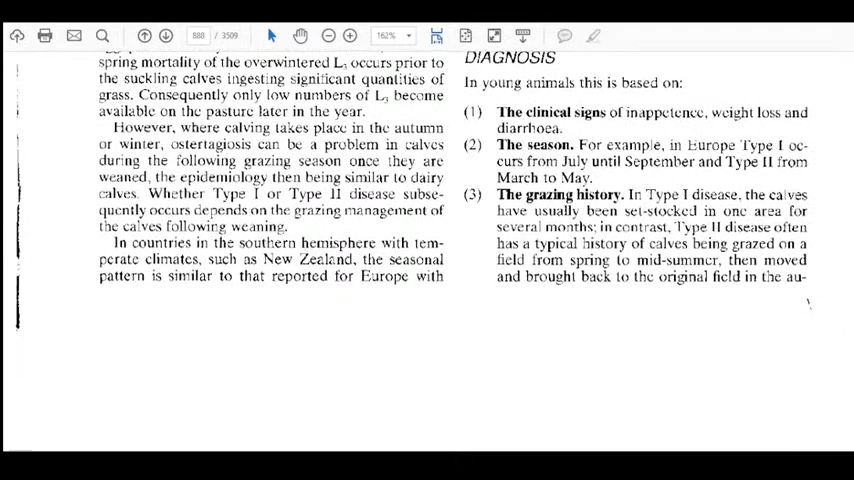 888 / 3509
162%
spring mortality of the overwintered L3 occurs prior to
the suckling calves ingesting significant quantities of
grass. Consequently only low numbers of L3 become
available on the pasture later in the year.
However, where calving takes place in the autumn
or winter, ostertagiosis can be a problem in calves
during the following grazing season once they are
weaned, the epidemiology then being similar to dairy
calves. Whether Type I or Type II disease subse-
quently occurs depends on the grazing management of
the calves following weaning.
In countries in the southern hemisphere with tem-
perate climates, such as New Zealand, the seasonal
pattern is similar to that reported for Europe with
DIAGNOSIS
In young animals this is based on:
(1) The clinical signs of inappetence, weight loss and
diarrhoea.
(2) The season. For example, in Europe Type I oc-
curs from July until September and Type II from
March to May.
(3) The grazing history. In Type I disease, the calves
have usually been set-stocked in one area for
several months; in contrast, Type II disease often
has a typical history of calves being grazed on a
field from spring to mid-summer, then moved
and brought back to the original field in the au-